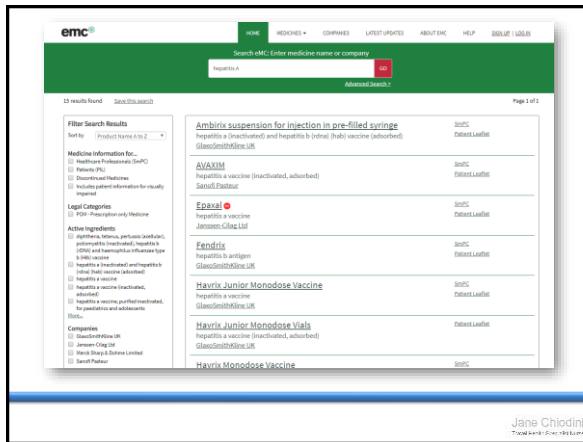 emc
HOME MEDICINES COMPANIES LATEST UPDATES ABOUT EMC HELP SIGN UP | LOG IN
Search eMC: Enter medicine name or company
hepatitis A GO
Advanced Search >
15 results found Save this search Page 1 of 1
Filter Search Results
Sort by Product Name A to Z
Medicine Information for...
Healthcare Professionals (SmPC)
Patients (PIL)
Discontinued Medicines
Includes patient information for visually
impaired
Legal Categories
POM - Prescription only Medicine
Active Ingredients
diphtheria, tetanus, pertussis (acellular),
poliomyelitis (inactivated), hepatitis b
(rDNA) and haemophilus influenzae type
b (Hib) vaccine
hepatitis a (inactivated) and hepatitis b
(rdna) (hab) vaccine (adsorbed)
hepatitis a vaccine
hepatitis a vaccine (inactivated,
adsorbed)
hepatitis a vaccine, purified inactivated,
for paediatrics and adolescents
More...
Companies
GlaxoSmithKline UK
Janssen-Cilag Ltd
Merck Sharp & Dohme Limited
Sanofi Pasteur
Ambirix suspension for injection in pre-filled syringe SmPC
hepatitis a (inactivated) and hepatitis b (rdna) (hab) vaccine (adsorbed) Patient Leaflet
GlaxoSmithKline UK
AVAXIM SmPC
hepatitis a vaccine (inactivated, adsorbed) Patient Leaflet
Sanofi Pasteur
Epaxal SmPC
hepatitis a vaccine Patient Leaflet
Janssen-Cilag Ltd
Fendrix SmPC
hepatitis b antigen Patient Leaflet
GlaxoSmithKline UK
Havrix Junior Monodose Vaccine SmPC
hepatitis a vaccine Patient Leaflet
GlaxoSmithKline UK
Havrix Junior Monodose Vials Patient Leaflet
hepatitis a vaccine (inactivated, adsorbed)
GlaxoSmithKline UK
Havrix Monodose Vaccine SmPC
Jane Chiodini
Travel Health Specialist Nurse